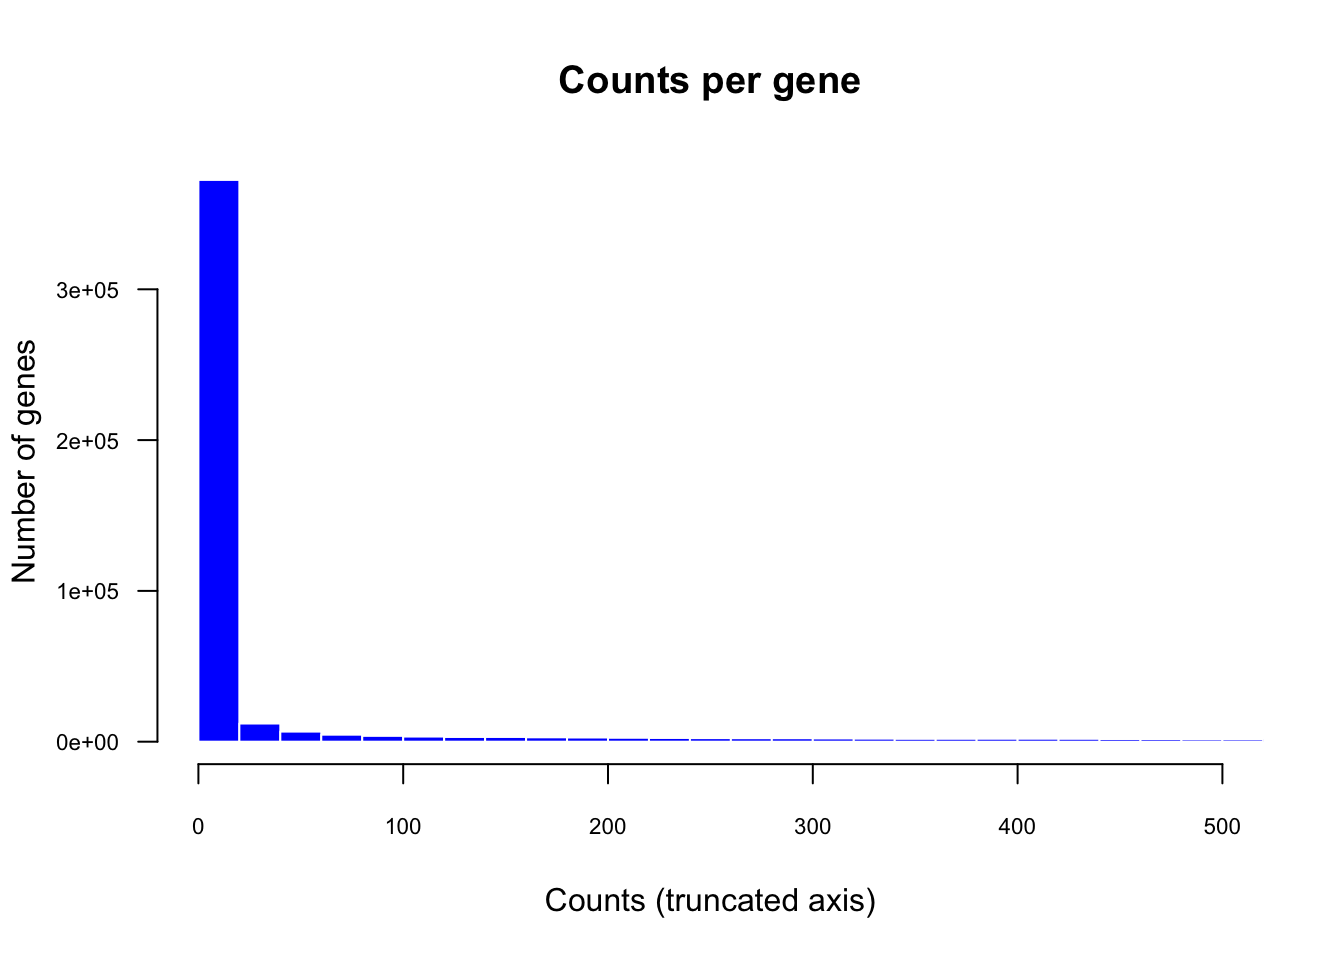 Counts per gene
Number of genes
3e+05
2e+05
1e+05
0e+00
0 100 200 300 400 500
Counts (truncated axis)